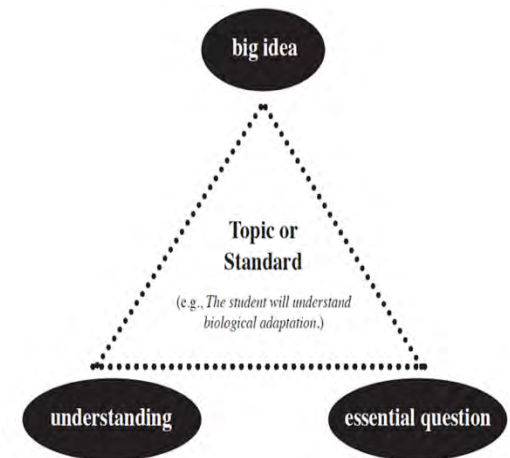 big idea
Topic or
Standard
(e.g., The student will understand
biological adaptation.)
understanding
essential question